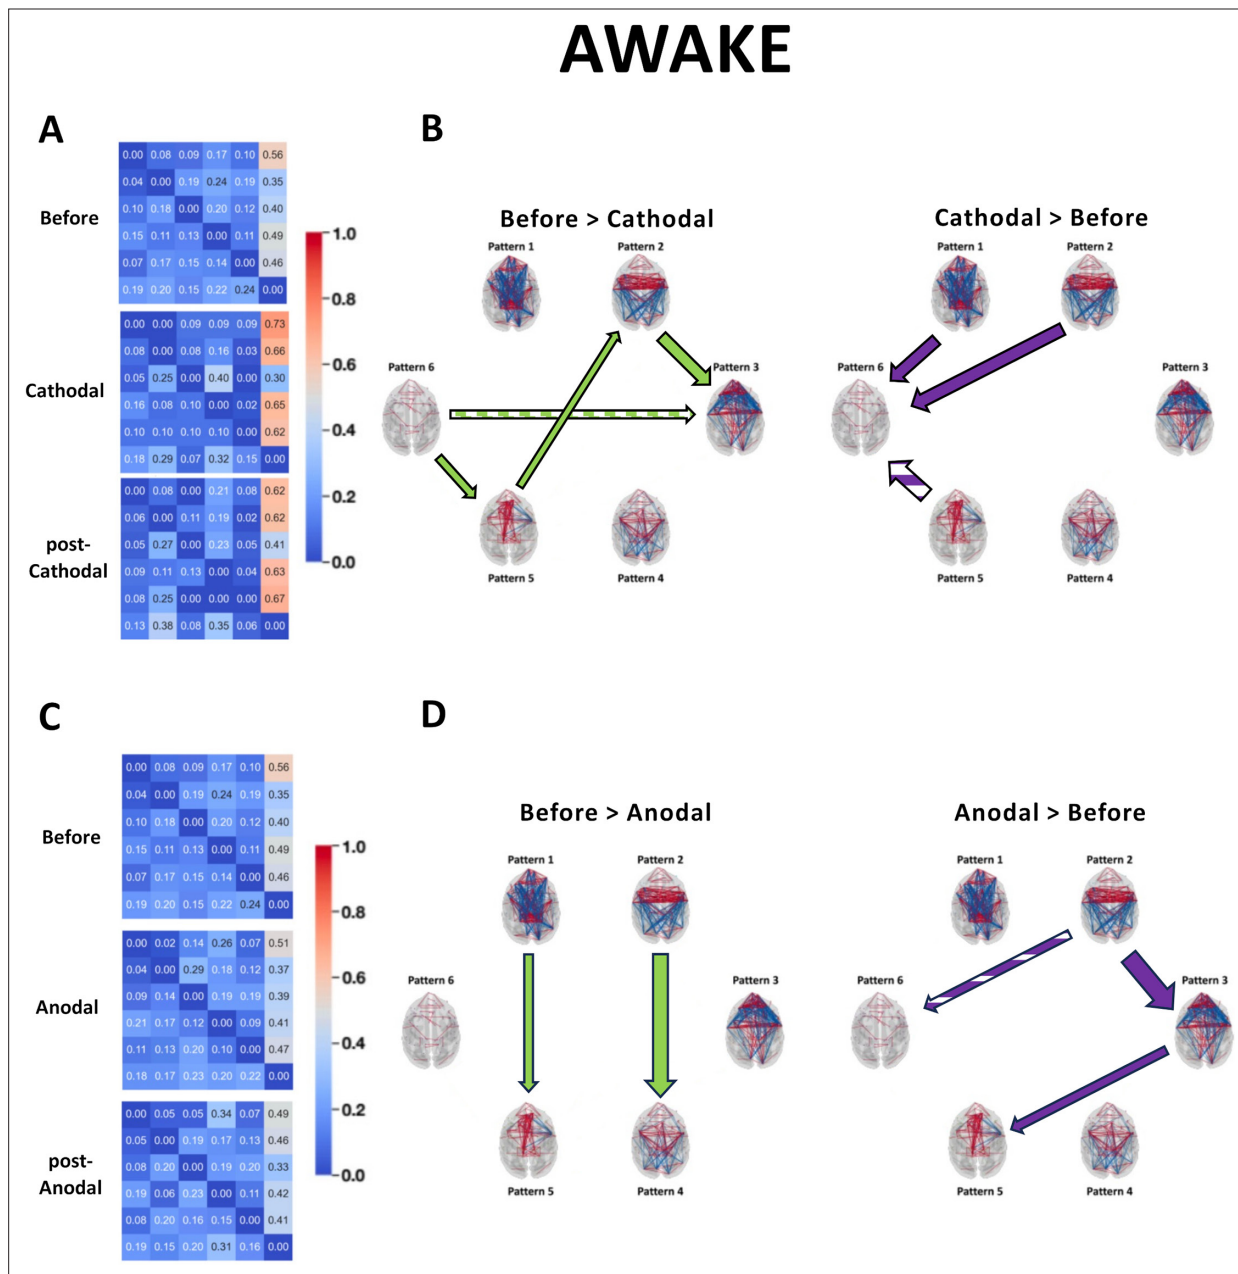 AWAKE
A
Before
0.00 0.08 0.09 0.17 0.10 0.56
0.04 0.00 0.19 0.24 0.19 0.35
0.10 0.18 0.00 0.20 0.12 0.40
0.15 0.11 0.13 0.00 0.11 0.49
0.07 0.17 0.15 0.14 0.00 0.46
0.19 0.20 0.15 0.22 0.24 0.00
Cathodal
0.00 0.00 0.09 0.09 0.09 0.73
0.08 0.00 0.08 0.16 0.03 0.66
0.05 0.25 0.00 0.40 0.00 0.30
0.16 0.08 0.10 0.00 0.02 0.65
0.10 0.10 0.10 0.10 0.00 0.62
0.18 0.29 0.07 0.32 0.15 0.00
post-
Cathodal
0.00 0.08 0.00 0.21 0.08 0.62
0.06 0.00 0.11 0.19 0.02 0.62
0.05 0.27 0.00 0.23 0.05 0.41
0.09 0.11 0.13 0.00 0.04 0.63
0.08 0.25 0.00 0.00 0.00 0.67
0.13 0.38 0.08 0.35 0.06 0.00
1.0
0.8
0.6
0.4
0.2
0.0
B
Before > Cathodal
Pattern 1
Pattern 2
Pattern 6
Pattern 3
Pattern 5
Pattern 4
Cathodal > Before
Pattern 1
Pattern 2
Pattern 6
Pattern 3
Pattern 5
Pattern 4
C
Before
0.00 0.08 0.09 0.17 0.10 0.56
0.04 0.00 0.19 0.24 0.19 0.35
0.10 0.18 0.00 0.20 0.12 0.40
0.15 0.11 0.13 0.00 0.11 0.49
0.07 0.17 0.15 0.14 0.00 0.46
0.19 0.20 0.15 0.22 0.24 0.00
Anodal
0.00 0.02 0.14 0.26 0.07 0.51
0.04 0.00 0.29 0.18 0.12 0.37
0.09 0.14 0.00 0.19 0.19 0.39
0.21 0.17 0.12 0.00 0.09 0.41
0.11 0.13 0.20 0.10 0.00 0.47
0.18 0.17 0.23 0.20 0.22 0.00
post-
Anodal
0.00 0.05 0.05 0.34 0.07 0.49
0.05 0.00 0.19 0.17 0.13 0.46
0.08 0.20 0.00 0.19 0.20 0.33
0.19 0.06 0.23 0.00 0.11 0.42
0.08 0.20 0.16 0.15 0.00 0.41
0.19 0.15 0.20 0.31 0.16 0.00
1.0
0.8
0.6
0.4
0.2
0.0
D
Before > Anodal
Pattern 1
Pattern 2
Pattern 6
Pattern 3
Pattern 5
Pattern 4
Anodal > Before
Pattern 1
Pattern 2
Pattern 6
Pattern 3
Pattern 5
Pattern 4